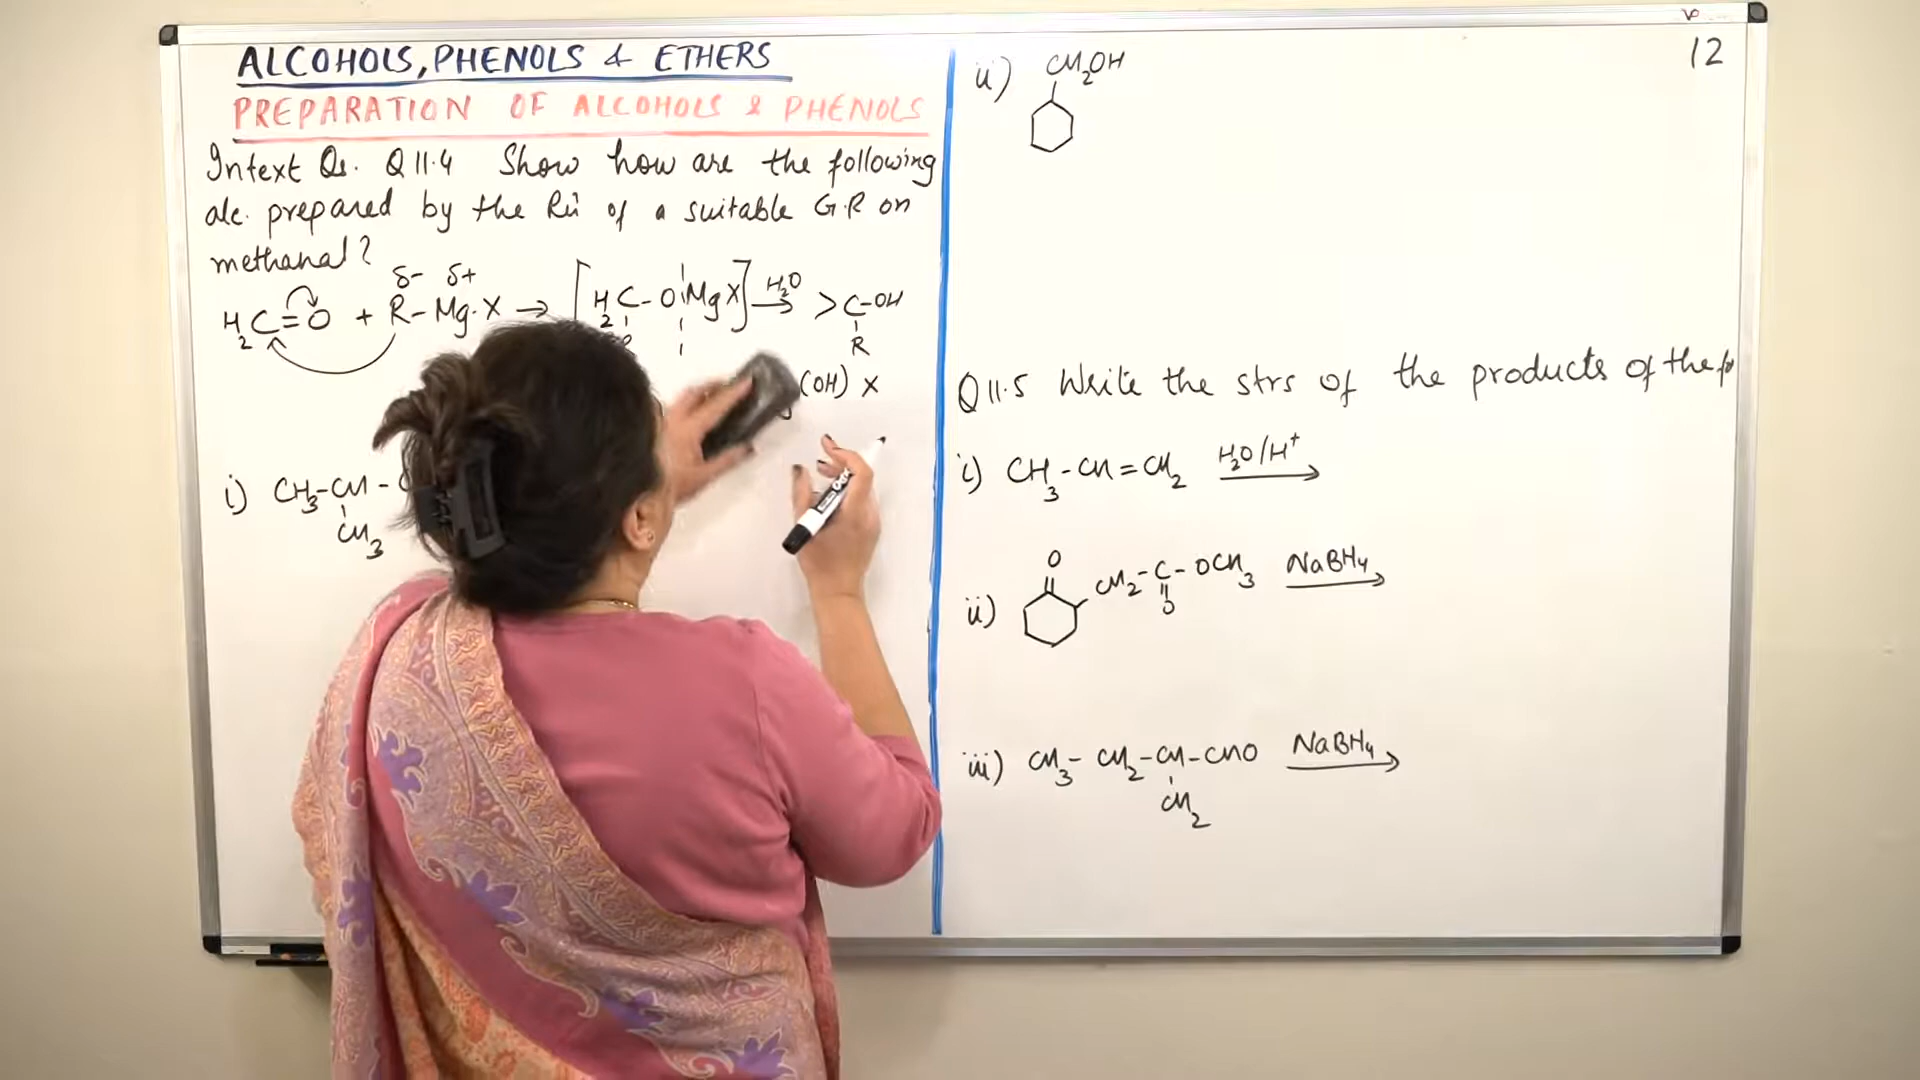 ALCOHOLS, PHENOLS & ETHERS
PREPARATION OF ALCOHOLS & PHENOLS
Intext Qs. Q 11.4 Show how are the following
alc. prepared by the Rn of a suitable G.R on
methanal?
δ- δ+
H2C=O + R-Mg.X → [H2C-O MgX] H2O → >C-OH
R
(OH) X
i) CH3-CH-
CH3
12
ii) CH2OH
Q 11.5 Write the strs of the products of the
i) CH3-CH=CH2 H2O/H+ →
ii) O CH2-C-OCH3 NaBH4 →
O
iii) CH3-CH2-CH-CHO NaBH4 →
CH2